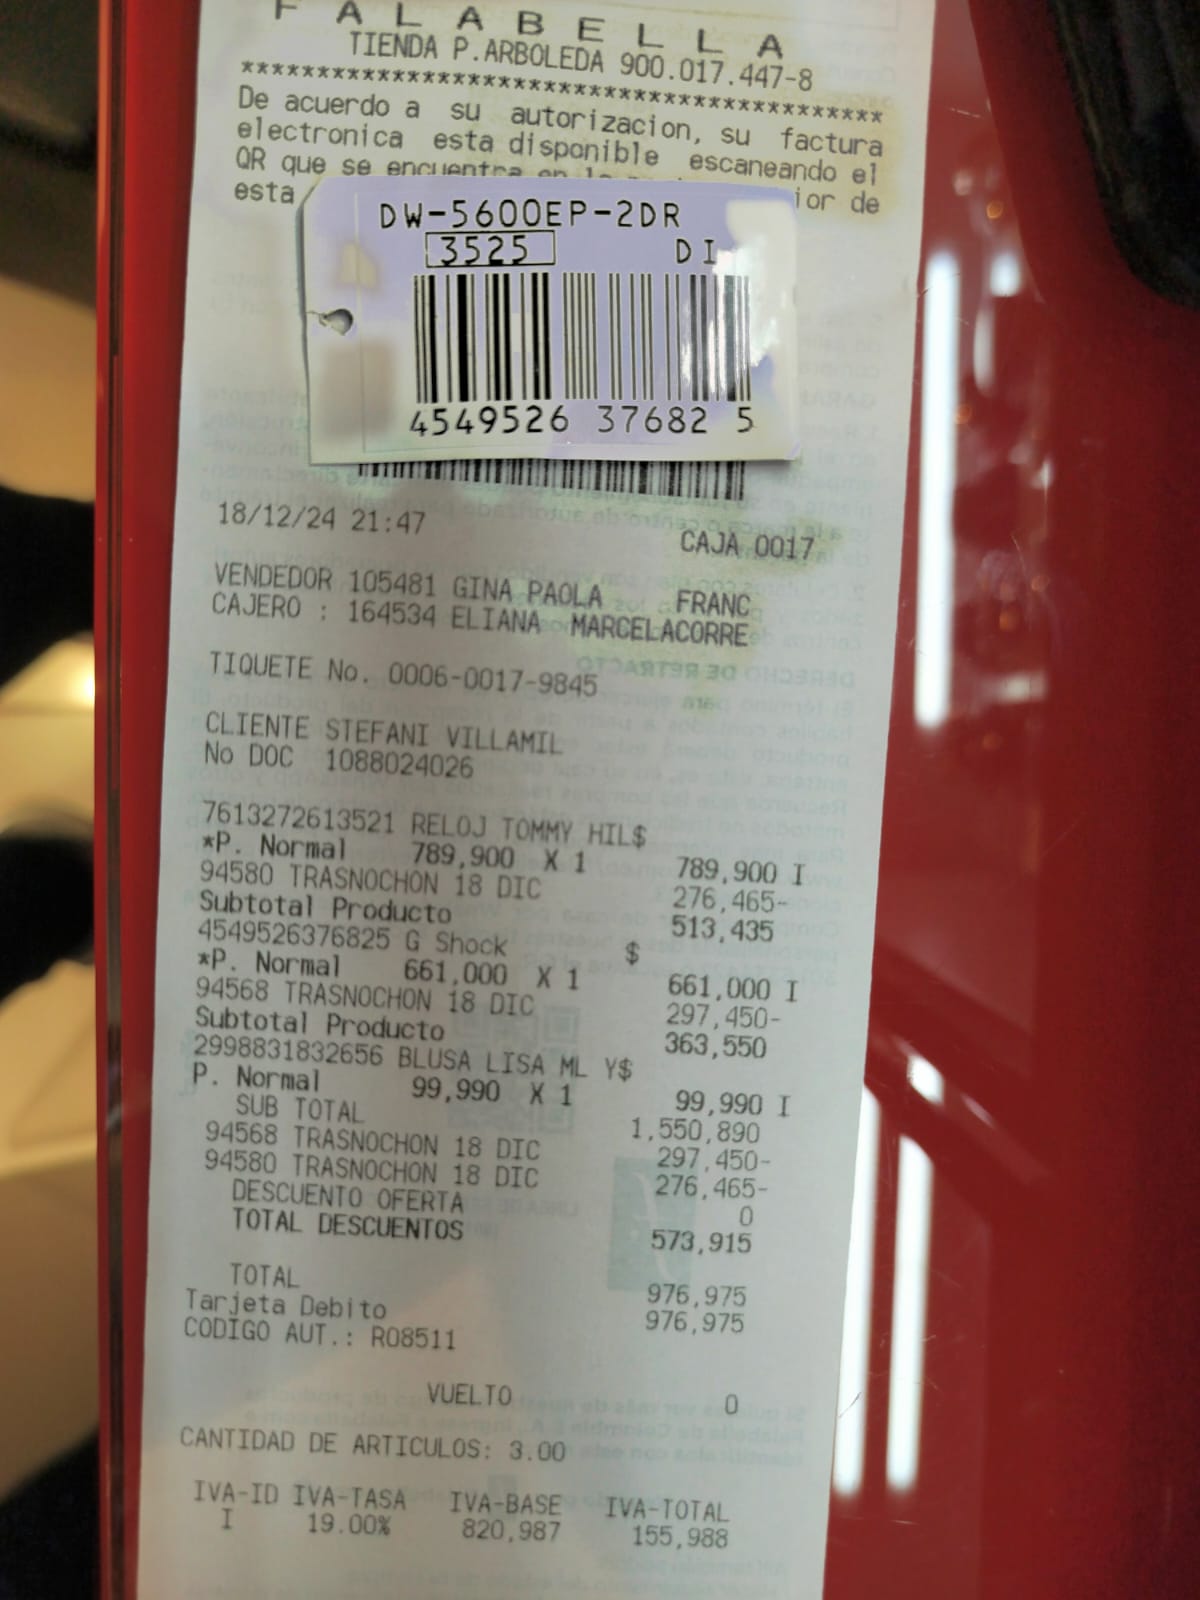 FALABELLA
TIENDA P.ARBOLEDA 900.017.447-8
**************************************************
De acuerdo a su autorizacion, su factura
electronica esta disponible escaneando el
QR que se encuentra en
esta
DW-5600EP-2DR
3525 DI
4549526 37682 5
18/12/24 21:47 CAJA 0017
VENDEDOR 105481 GINA PAOLA FRANC
CAJERO : 164534 ELIANA MARCELACORRE
TIQUETE No. 0006-0017-9845
CLIENTE STEFANI VILLAMIL
No DOC 1088024026
7613272613521 RELOJ TOMMY HIL$
*P. Normal 789,900 X 1 789,900 I
94580 TRASNOCHON 18 DIC 276,465-
Subtotal Producto 513,435
4549526376825 G Shock $
*P. Normal 661,000 X 1 661,000 I
94568 TRASNOCHON 18 DIC 297,450-
Subtotal Producto 363,550
2998831832656 BLUSA LISA ML Y$
P. Normal 99,990 X 1 99,990 I
SUB TOTAL 1,550,890
94568 TRASNOCHON 18 DIC 297,450-
94580 TRASNOCHON 18 DIC 276,465-
DESCUENTO OFERTA 0
TOTAL DESCUENTOS 573,915
TOTAL 976,975
Tarjeta Debito 976,975
CODIGO AUT.: R08511
VUELTO 0
CANTIDAD DE ARTICULOS: 3.00
IVA-ID IVA-TASA IVA-BASE IVA-TOTAL
I 19.00% 820,987 155,988